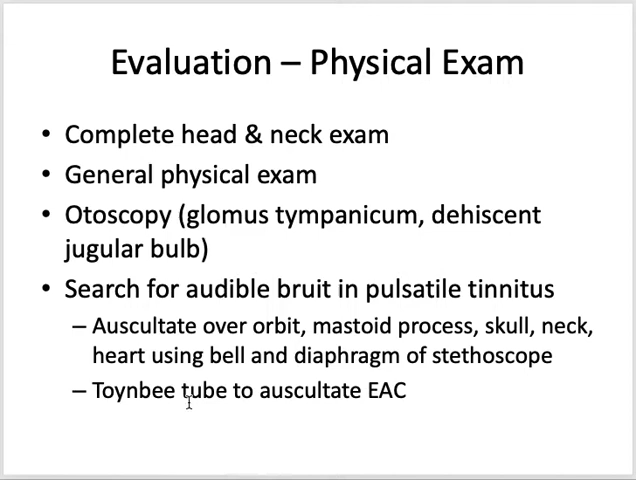 Evaluation – Physical Exam
• Complete head & neck exam
• General physical exam
• Otoscopy (glomus tympanicum, dehiscent
jugular bulb)
• Search for audible bruit in pulsatile tinnitus
– Auscultate over orbit, mastoid process, skull, neck,
heart using bell and diaphragm of stethoscope
– Toynbee tube to auscultate EAC